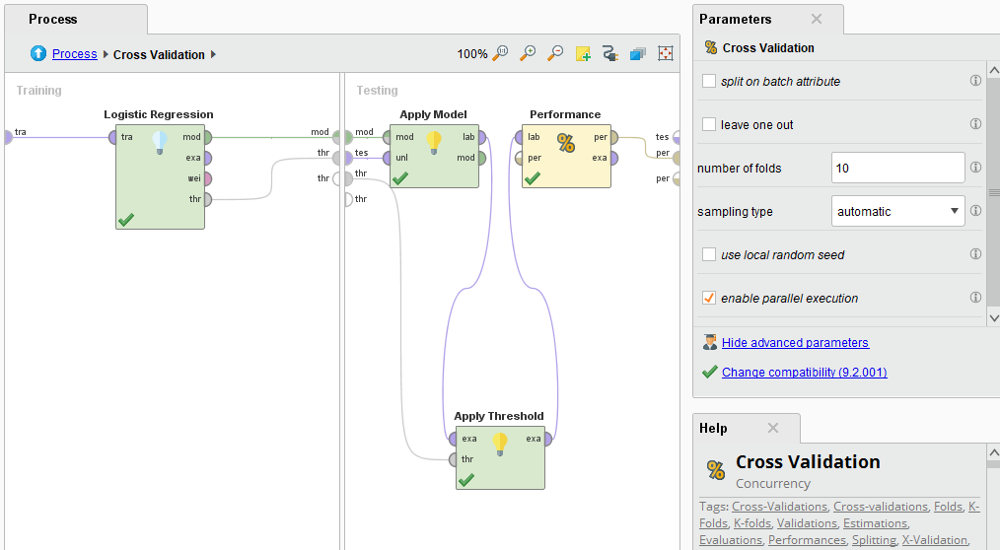 Process
Process Cross Validation
100%
Training
Testing
Logistic Regression
Apply Model
Performance
tra
tra
mod
exa
wei
thr
mod
thr
thr
mod
tes
thr
thr
mod
unl
lab
mod
lab
per
per
exa
tes
per
per
Apply Threshold
exa
thr
exa
Parameters
Cross Validation
split on batch attribute
leave one out
number of folds 10
sampling type automatic
use local random seed
enable parallel execution
Hide advanced parameters
Change compatibility (9.2.001)
Help
Cross Validation
Concurrency
Tags: Cross-Validations, Cross-validations, Folds, K-
Folds, K-folds, Validations, Estimations,
Evaluations, Performances, Splitting, X-Validation,